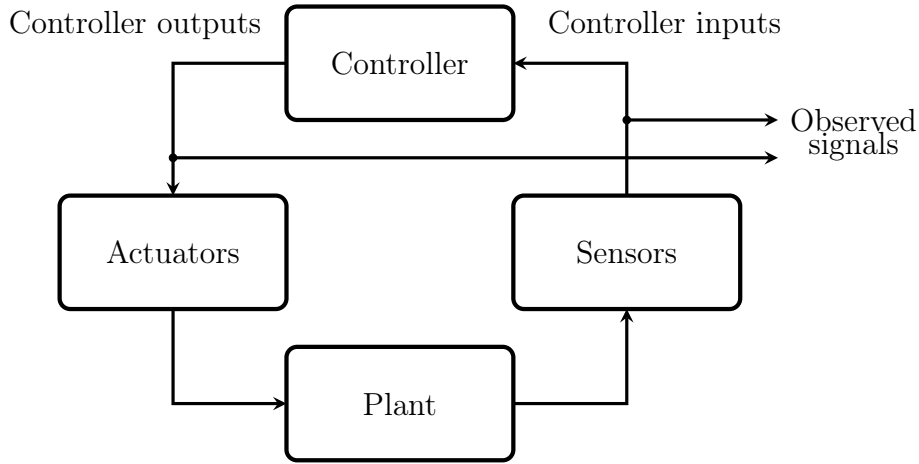 Controller outputs
Controller inputs
Controller
Observed
signals
Actuators
Sensors
Plant